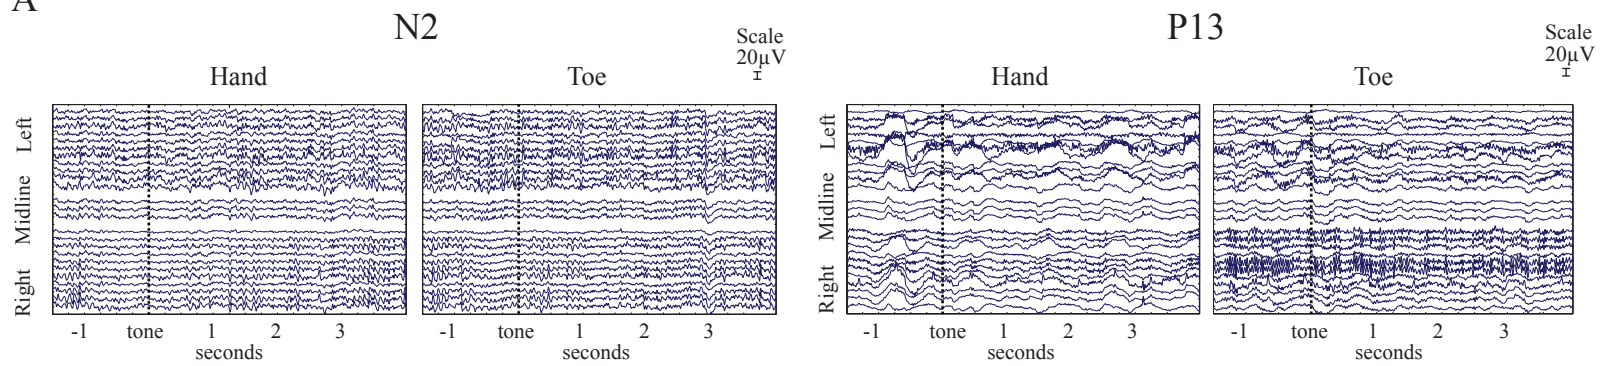 A
N2
P13
Scale
20µV
Scale
20µV
Hand
Toe
Hand
Toe
Left
Midline
Right
Left
Midline
Right
-1 tone 1 2 3
-1 tone 1 2 3
-1 tone 1 2 3
-1 tone 1 2 3
seconds
seconds
seconds
seconds